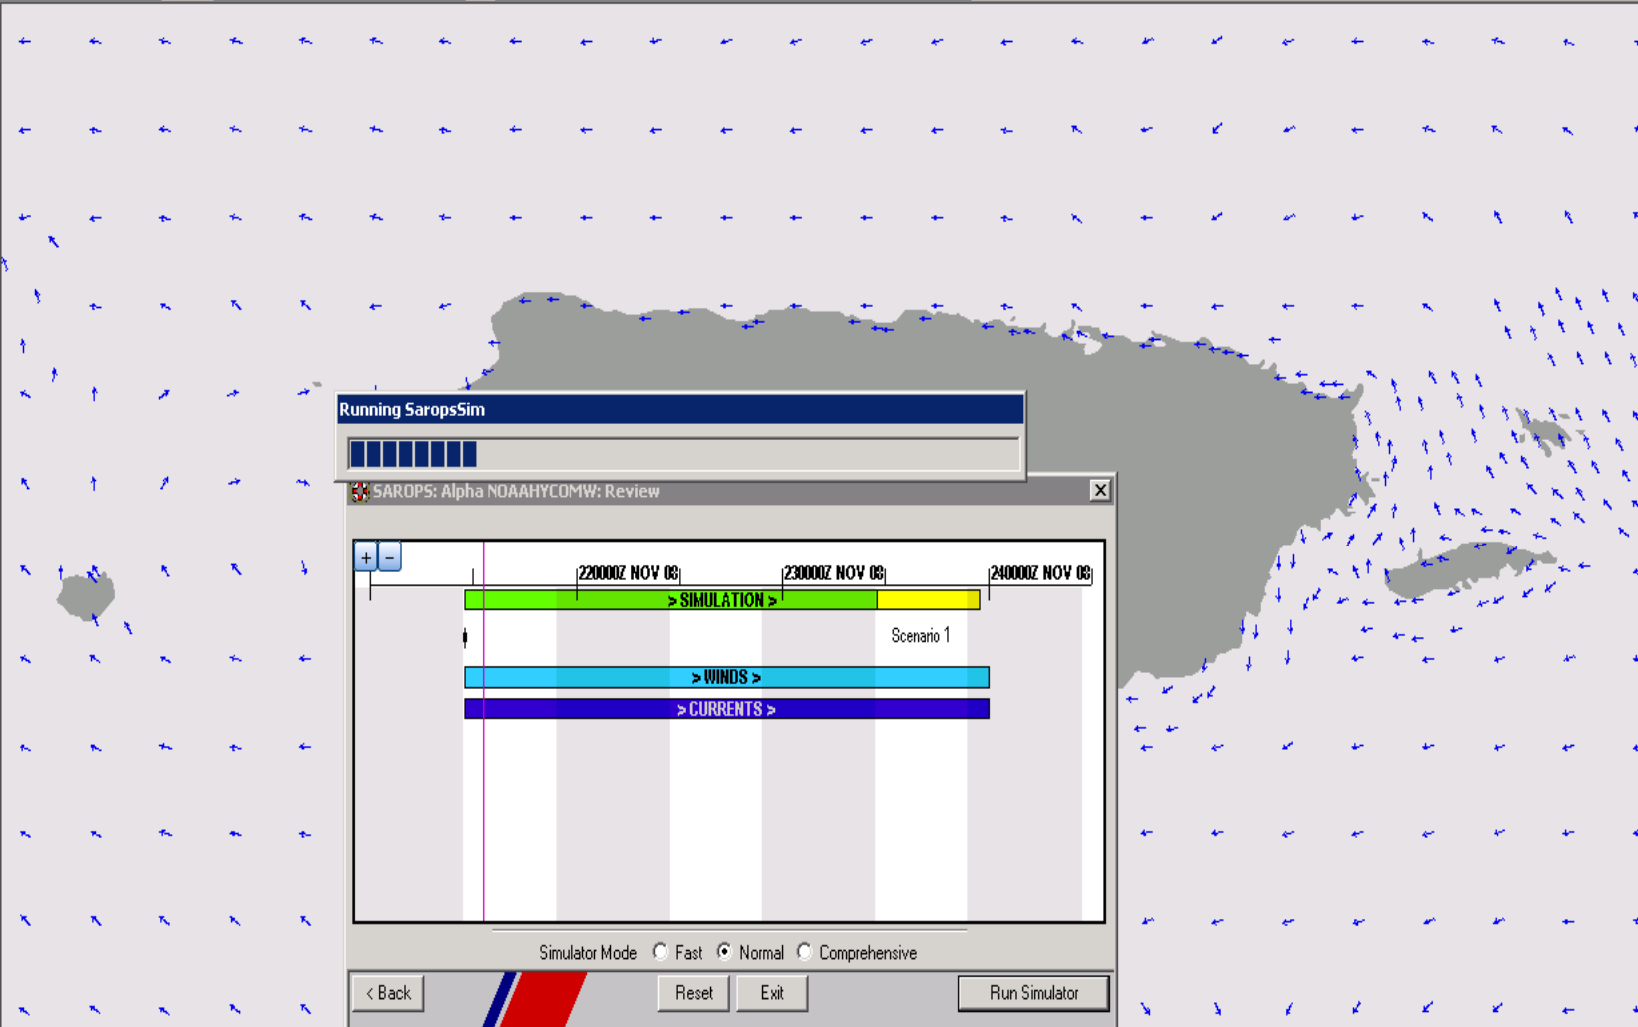 Running SaropsSim
SAROPS: Alpha NOAAHYCOMW: Review
+ -
220000Z NOV 08 230000Z NOV 08 240000Z NOV 08
> SIMULATION >
Scenario 1
> WINDS >
> CURRENTS >
Simulator Mode Fast Normal Comprehensive
< Back Reset Exit Run Simulator